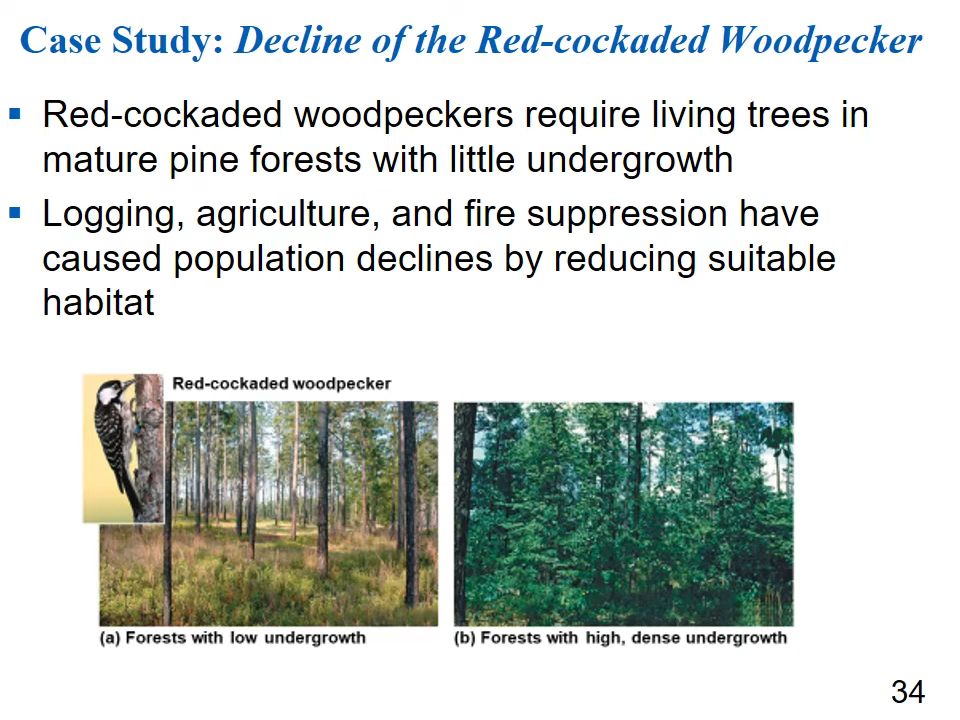 Case Study: Decline of the Red-cockaded Woodpecker
▪ Red-cockaded woodpeckers require living trees in
mature pine forests with little undergrowth
▪ Logging, agriculture, and fire suppression have
caused population declines by reducing suitable
habitat
Red-cockaded woodpecker
(a) Forests with low undergrowth
(b) Forests with high, dense undergrowth
34